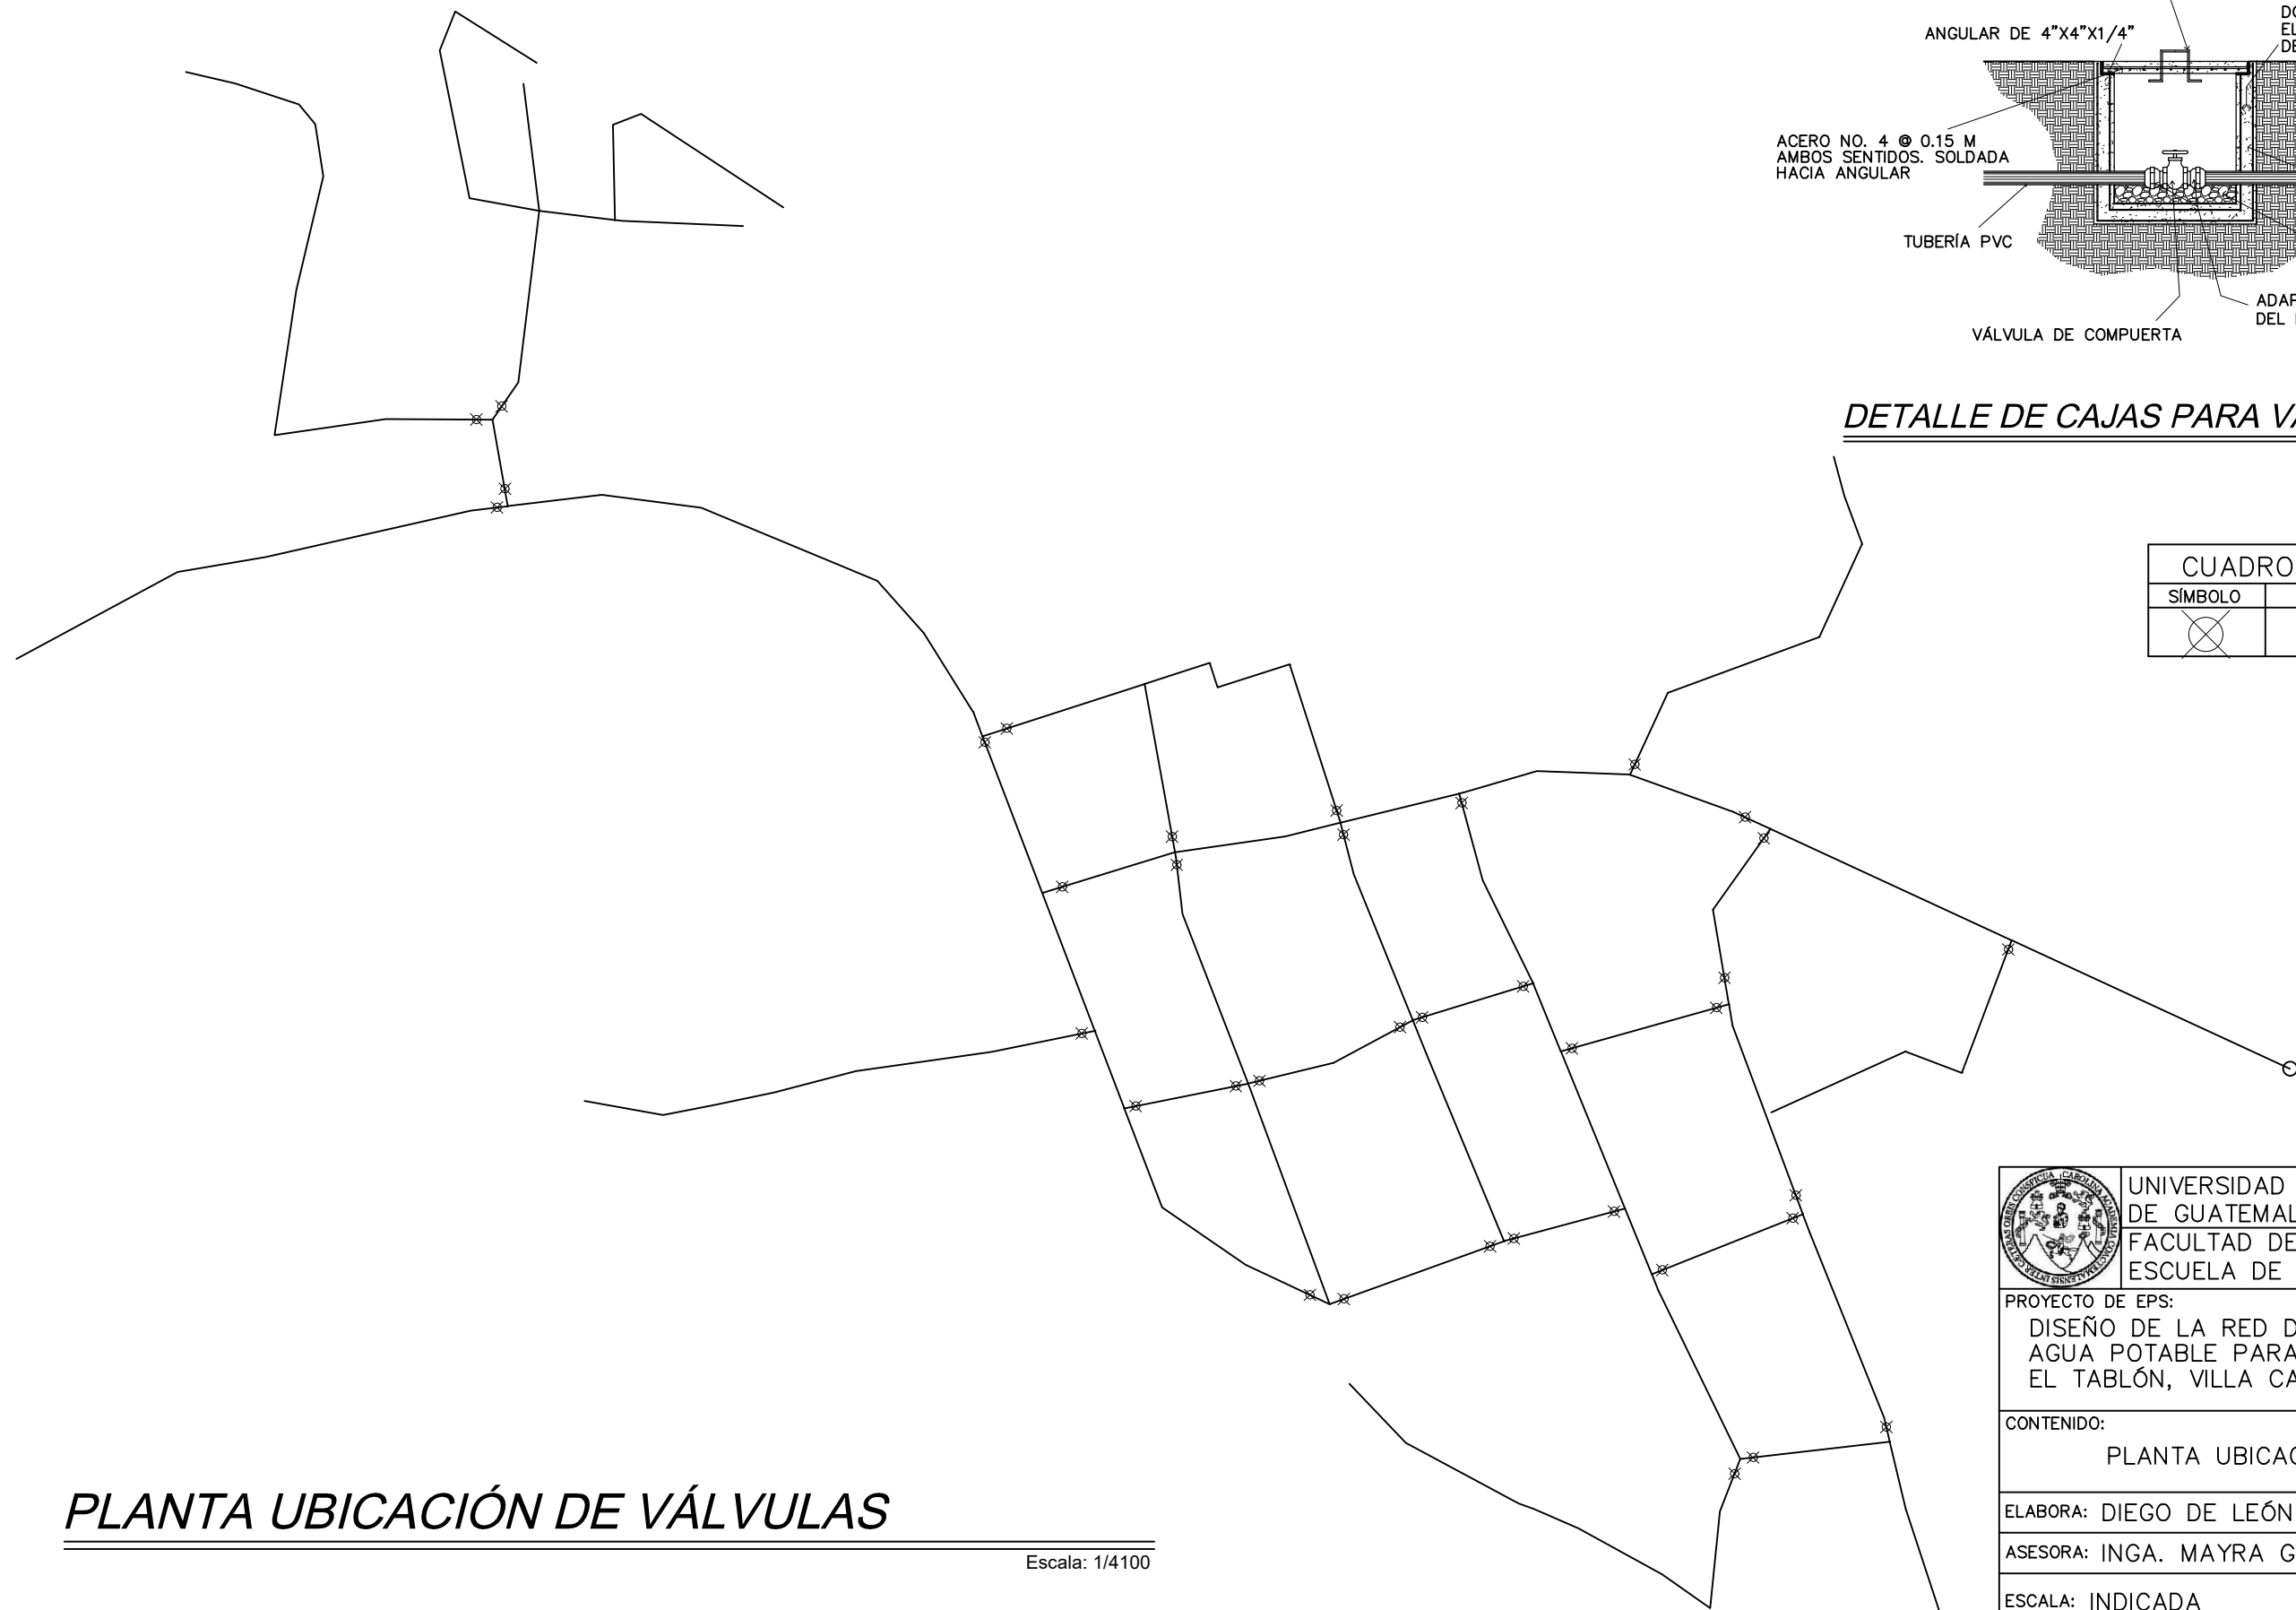 ANGULAR DE 4"X4"X1/4"
ACERO NO. 4 @ 0.15 M
AMBOS SENTIDOS. SOLDADA
HACIA ANGULAR
TUBERÍA PVC
VÁLVULA DE COMPUERTA
DEL
DETALLE DE CAJAS PARA
CUADRO
SÍMBOLO
UNIVERSIDAD
DE
FACULTAD DE
ESCUELA DE
PROYECTO DE EPS:
DISEÑO DE LA RED
AGUA POTABLE PARA
EL TABLÓN, VILLA
CONTENIDO:
PLANTA
ELABORA: DIEGO DE LEÓN
ASESORA: INGA. MAYRA
ESCALA: INDICADA
PLANTA UBICACIÓN DE VÁLVULAS
Escala: 1/4100